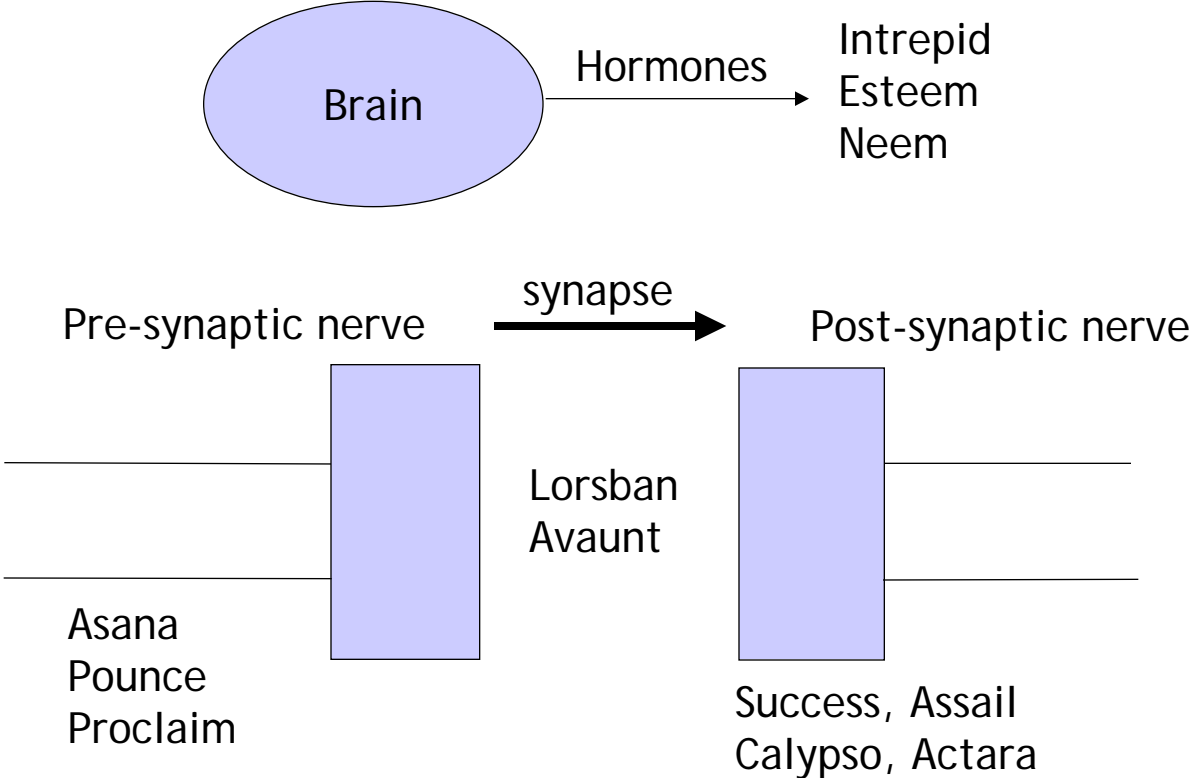 Brain
Hormones
Intrepid
Esteem
Neem
Pre-synaptic nerve
synapse
Post-synaptic nerve
Lorsban
Avaunt
Asana
Pounce
Proclaim
Success, Assail
Calypso, Actara